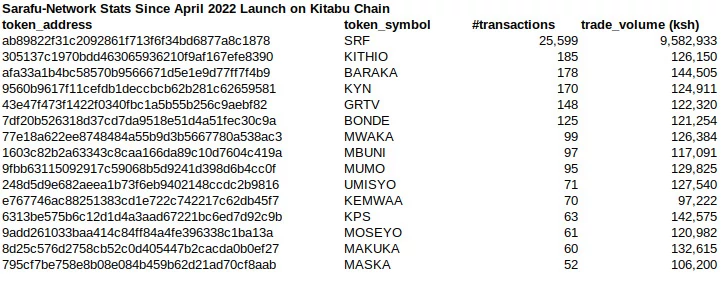 Sarafu-Network Stats Since April 2022 Launch on Kitabu Chain
token_address token_symbol #transactions trade_volume (ksh)
ab89822f31c2092861f713f6f34bd6877a8c1878 SRF 25,599 9,582,933
305137c1970bdd463065936210f9af167efe8390 KITHIO 185 126,150
afa33a1b4bc58570b9566671d5e1e9d77ff7f4b9 BARAKA 178 144,505
9560b9617f11cefdb1deccbcb62b281c62659581 KYN 170 124,911
43e47f473f1422f0340fbc1a5b55b256c9aebf82 GRTV 148 122,320
7df20b526318d37cd7da9518e51d4a51fec30c9a BONDE 125 121,254
77e18a622ee8748484a55b9d3b5667780a538ac3 MWAKA 99 126,384
1603c82b2a63343c8caa166da89c10d7604c419a MBUNI 97 117,091
9fbb63115092917c59068b5d9241d398d6b4cc0f MUMO 95 129,825
248d5d9e682aeea1b73f6eb9402148ccdc2b9816 UMISYO 71 127,540
e767746ac88251383cd1e722c742217c62db45f7 KEMWAA 70 97,222
6313be575b6c12d1d4a3aad67221bc6ed7d92c9b KPS 63 142,575
9add261033baa414c84ff84a4fe396338c1ba13a MOSEYO 61 120,982
8d25c576d2758cb52c0d405447b2cacda0b0ef27 MAKUKA 60 132,615
795cf7be758e8b08e084b459b62d21ad70cf8aab MASKA 52 106,200